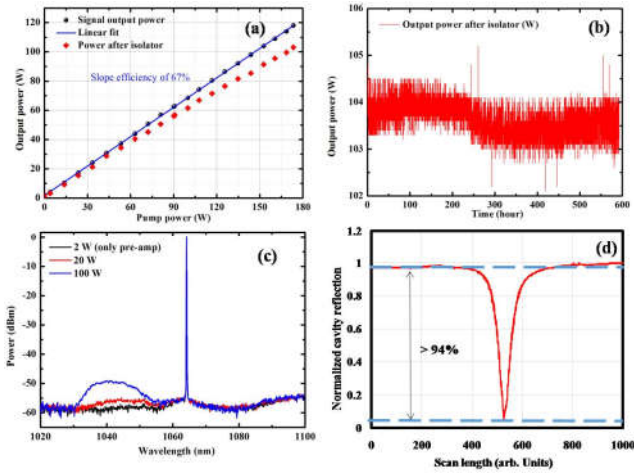 120
100
80
60
40
20
0
Output power (W)
Signal output power
Linear fit
Power after isolator
(a)
Slope efficiency of 67%
0 30 60 90 120 150 180
Pump power (W)
106
105
104
103
102
Output power (W)
Output power after isolator (W)
(b)
0 100 200 300 400 500 600
Time (hour)
0
-10
-20
-30
-40
-50
-60
Power (dBm)
2 W (only pre-amp)
20 W
100 W
(c)
1020 1040 1060 1080 1100
Wavelength (nm)
1.2
1
0.8
0.6
0.4
0.2
0
Normalized cavity reflection
(d)
> 94%
0 200 400 600 800 1000
Scan length (arb. Units)